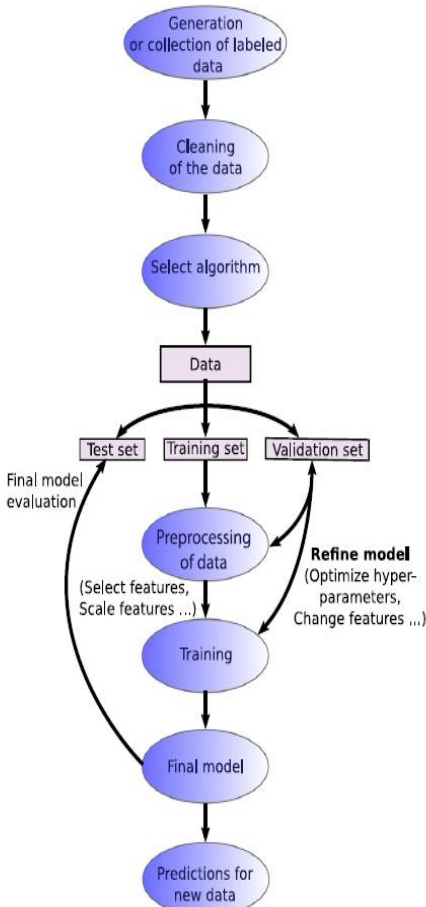 Generation
or collection of labeled
data
Cleaning
of the data
Select algorithm
Data
Test set
Training set
Validation set
Final model
evaluation
Preprocessing
of data
Refine model
(Optimize hyper-
parameters,
Change features ...)
(Select features,
Scale features ...)
Training
Final model
Predictions for
new data